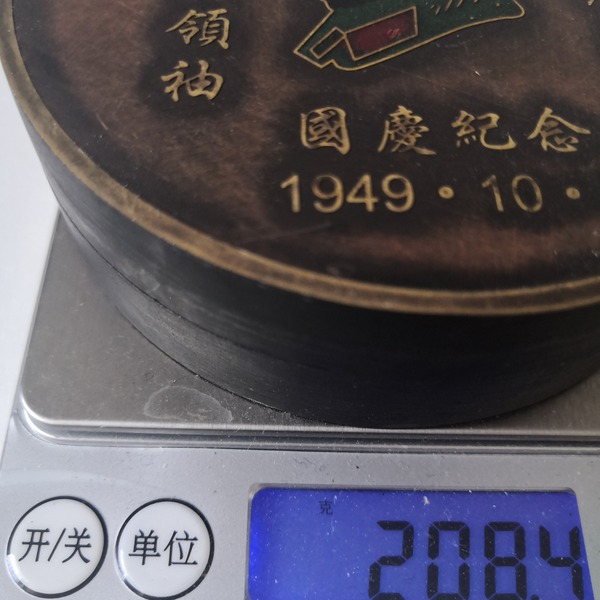 領袖
國慶紀念
1949·10·
克
208.4
开/关
单位